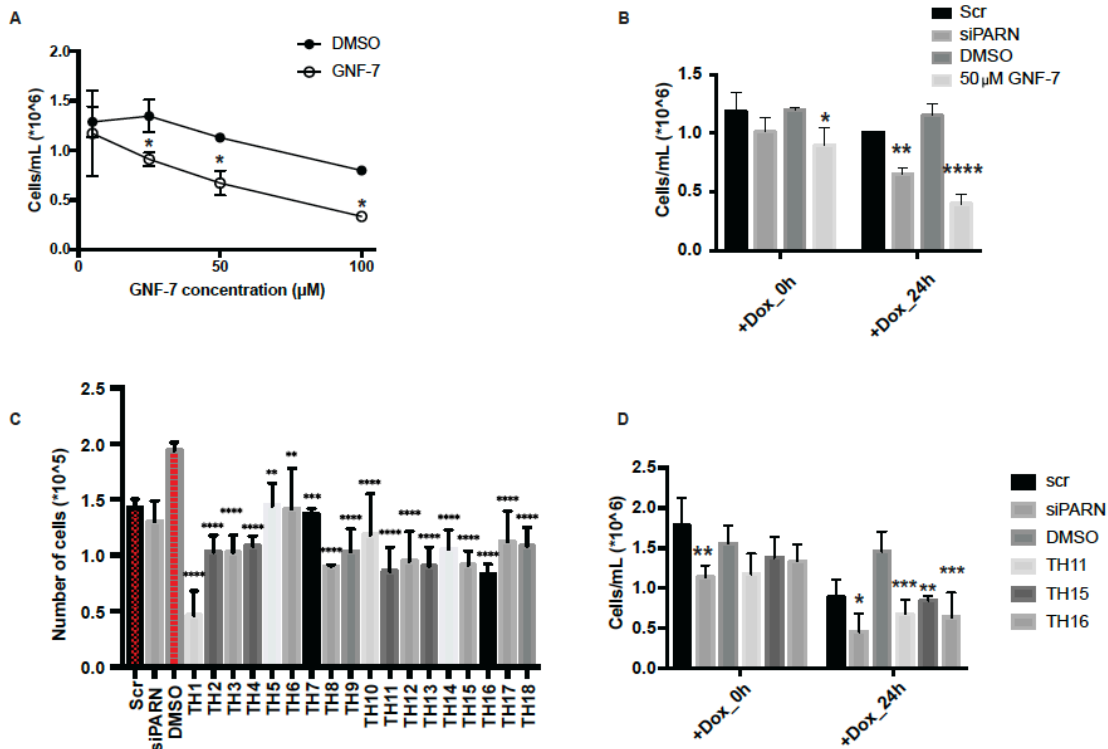 A
DMSO
GNF-7
2.0
1.5
1.0
0.5
0.0
Cells/mL (*10^6)
*
*
*
0
50
100
GNF-7 concentration (µM)
B
Scr
siPARN
DMSO
50 µM GNF-7
1.5
1.0
0.5
0.0
Cells/mL (*10^6)
*
**
****
+Dox_0h
+Dox_24h
C
2.5
2.0
1.5
1.0
0.5
0.0
Number of cells (*10^5)
****
****
****
****
**
**
***
****
****
****
****
****
****
****
****
****
****
****
Scr
siPARN
DMSO
TH1
TH2
TH3
TH4
TH5
TH6
TH7
TH8
TH9
TH10
TH11
TH12
TH13
TH14
TH15
TH16
TH17
TH18
D
2.5
2.0
1.5
1.0
0.5
0.0
Cells/mL (*10^6)
**
*
***
**
***
+Dox_0h
+Dox_24h
scr
siPARN
DMSO
TH11
TH15
TH16